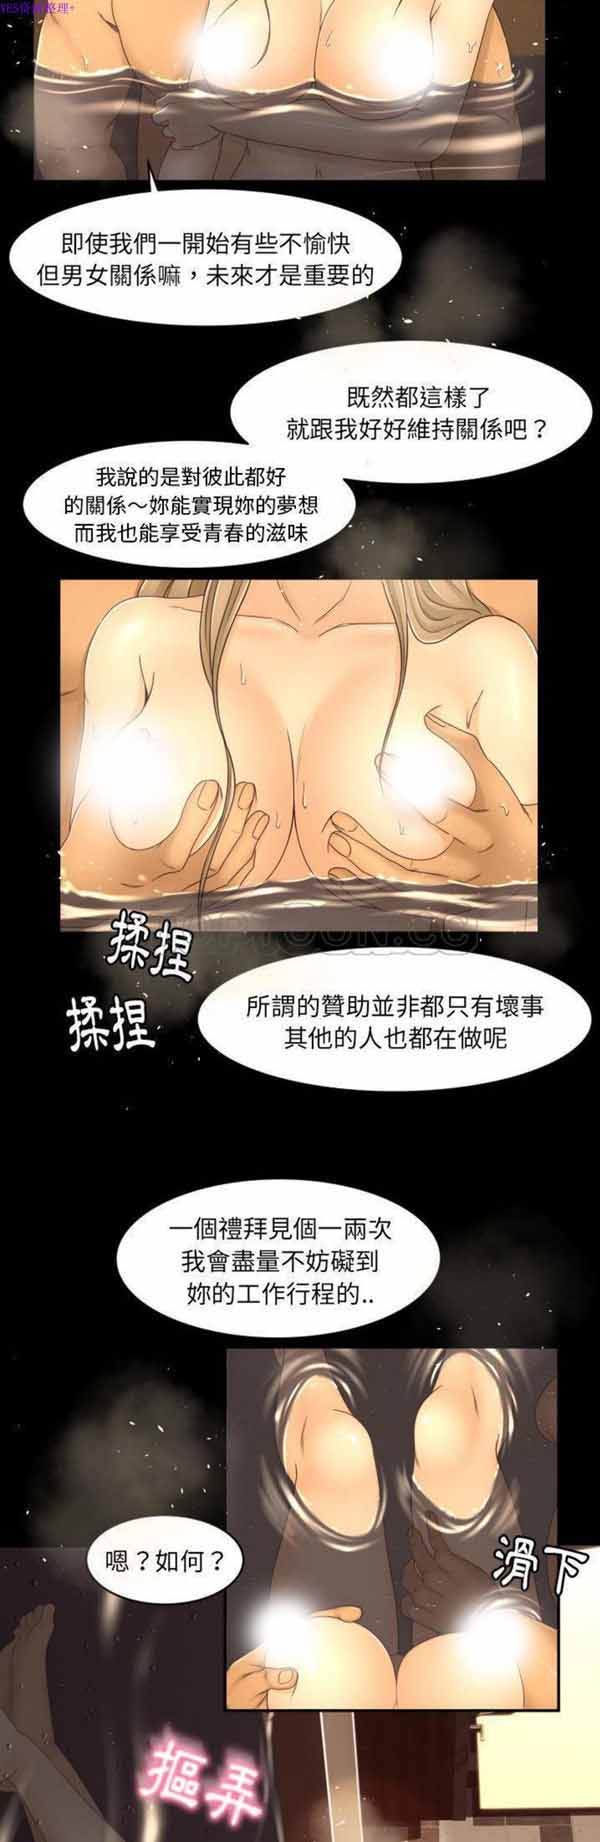 YES
整理。
即使我們一開始有些不愉快
但男女關係嘛，未來才是重要的
既然都這樣了
就跟我好好維持關係吧？
我說的是對彼此都好
的關係～妳能實現妳的夢想
而我也能享受青春的滋味
揉捏
揉捏
所謂的贊助並非都只有壞事
其他的人也都在做呢
一個禮拜見個一兩次
我會盡量不妨礙到
妳的工作行程的..
嗯？如何？
滑下
摳弄